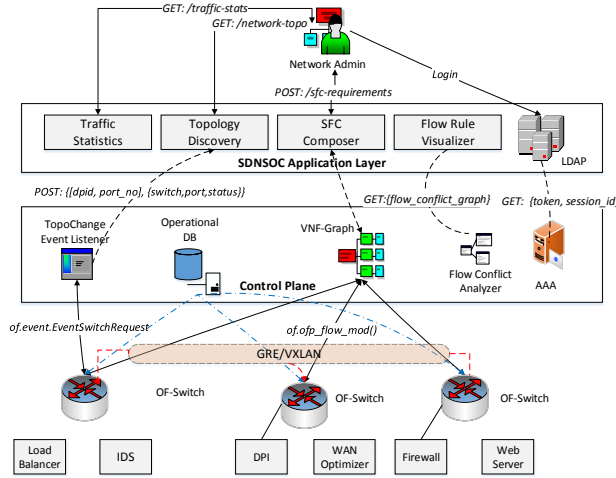 GET: /traffic-stats
GET: /network-topo
Network Admin
Login
POST: /sfc-requirements
Traffic
Statistics
Topology
Discovery
SFC
Composer
Flow Rule
Visualizer
LDAP
SDNSOC Application Layer
POST: {[dpid, port_no], {switch,port,status}}
GET:{flow_conflict_graph}
GET: {token, session_id}
TopoChange
Event Listener
Operational
DB
VNF-Graph
Flow Conflict
Analyzer
AAA
Control Plane
of.event.EventSwitchRequest
of.ofp_flow_mod()
GRE/VXLAN
OF-Switch
OF-Switch
OF-Switch
Load
Balancer
IDS
DPI
WAN
Optimizer
Firewall
Web
Server